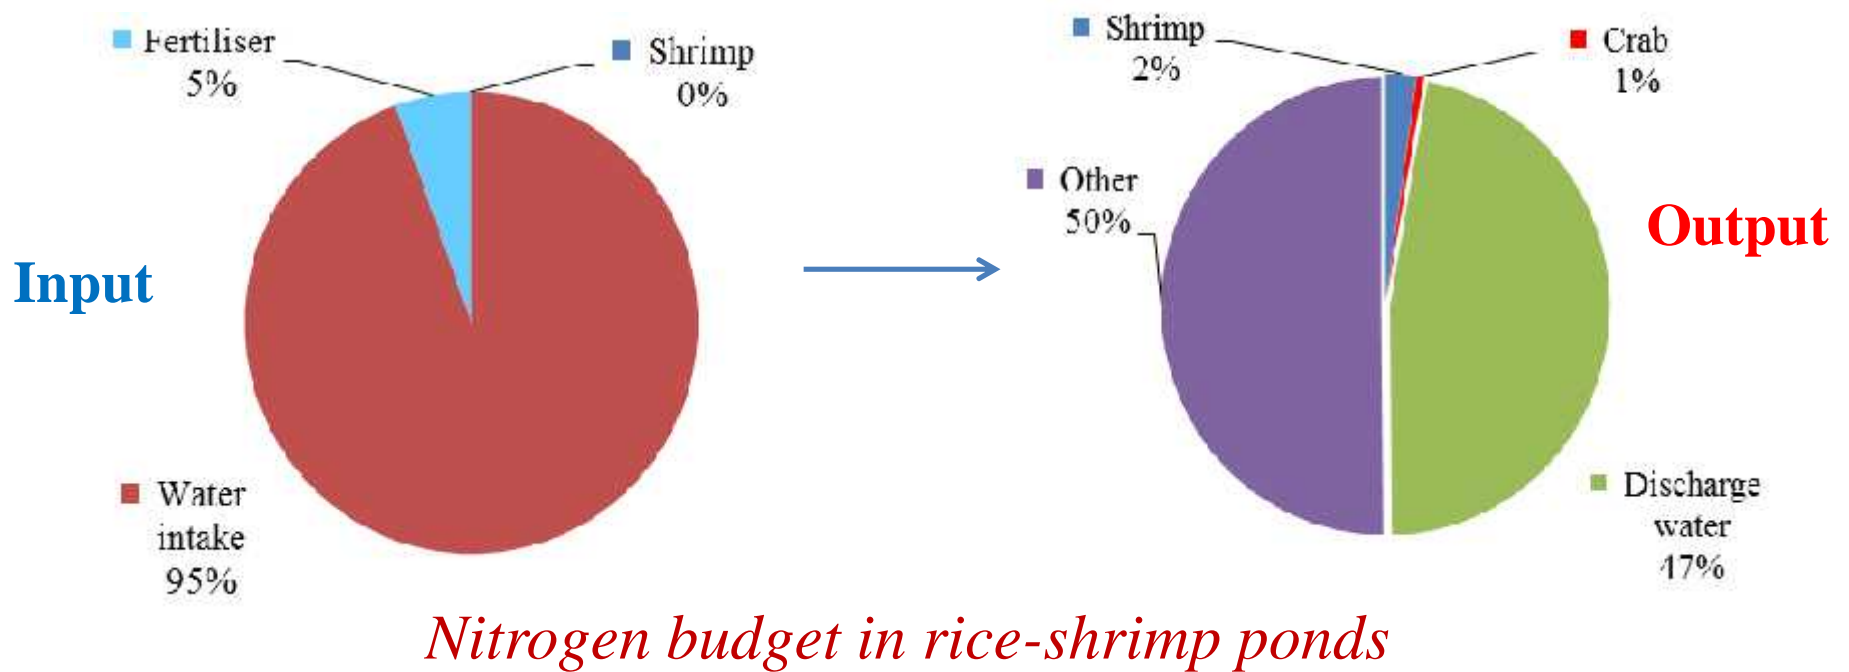 Fertiliser
5%
Shrimp
0%
Input
Water
intake
95%
Shrimp
2%
Crab
1%
Other
50%
Output
Discharge
water
47%
Nitrogen budget in rice-shrimp ponds